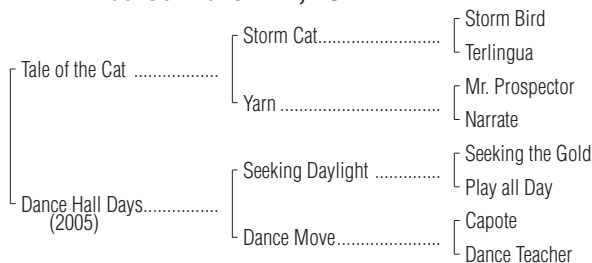 Storm Bird
Storm Cat..........................
Terlingua
Tale of the Cat ..................
Mr. Prospector
Yarn ..................................
Narrate
Seeking the Gold
Seeking Daylight ..............
Play all Day
Dance Hall Days................
(2005)
Capote
Dance Move......................
Dance Teacher